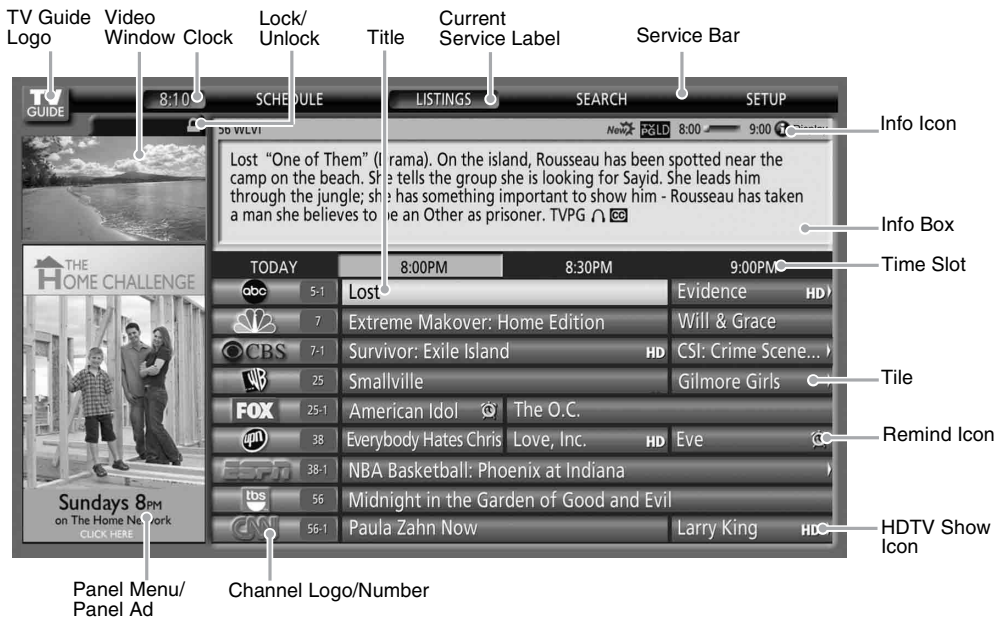 TV Guide
Logo
Video
Window
Clock
Lock/
Unlock
Title
Current
Service Label
Service Bar
TV
GUIDE
8:10
SCHEDULE
LISTINGS
SEARCH
SETUP
56 WLVI
New
TV PG LD
8:00
9:00
i
Display
Info Icon
Lost "One of Them" (Drama). On the island, Rousseau has been spotted near the
camp on the beach. She tells the group she is looking for Sayid. She leads him
through the jungle; she has something important to show him - Rousseau has taken
a man she believes to be an Other as prisoner. TVPG CC
Info Box
THE
HOME CHALLENGE
TODAY
8:00PM
8:30PM
9:00PM
Time Slot
abc 5-1 Lost Evidence HD
7 Extreme Makeover: Home Edition Will & Grace
CBS 7-1 Survivor: Exile Island HD CSI: Crime Scene...
WB 25 Smallville Gilmore Girls
Tile
FOX 25-1 American Idol The O.C.
upn 38 Everybody Hates Chris Love, Inc. HD Eve
Remind Icon
ESPN 38-1 NBA Basketball: Phoenix at Indiana
tbs 56 Midnight in the Garden of Good and Evil
CNN 56-1 Paula Zahn Now Larry King HD
HDTV Show
Icon
Sundays 8PM
on The Home Network
CLICK HERE
Panel Menu/
Panel Ad
Channel Logo/Number